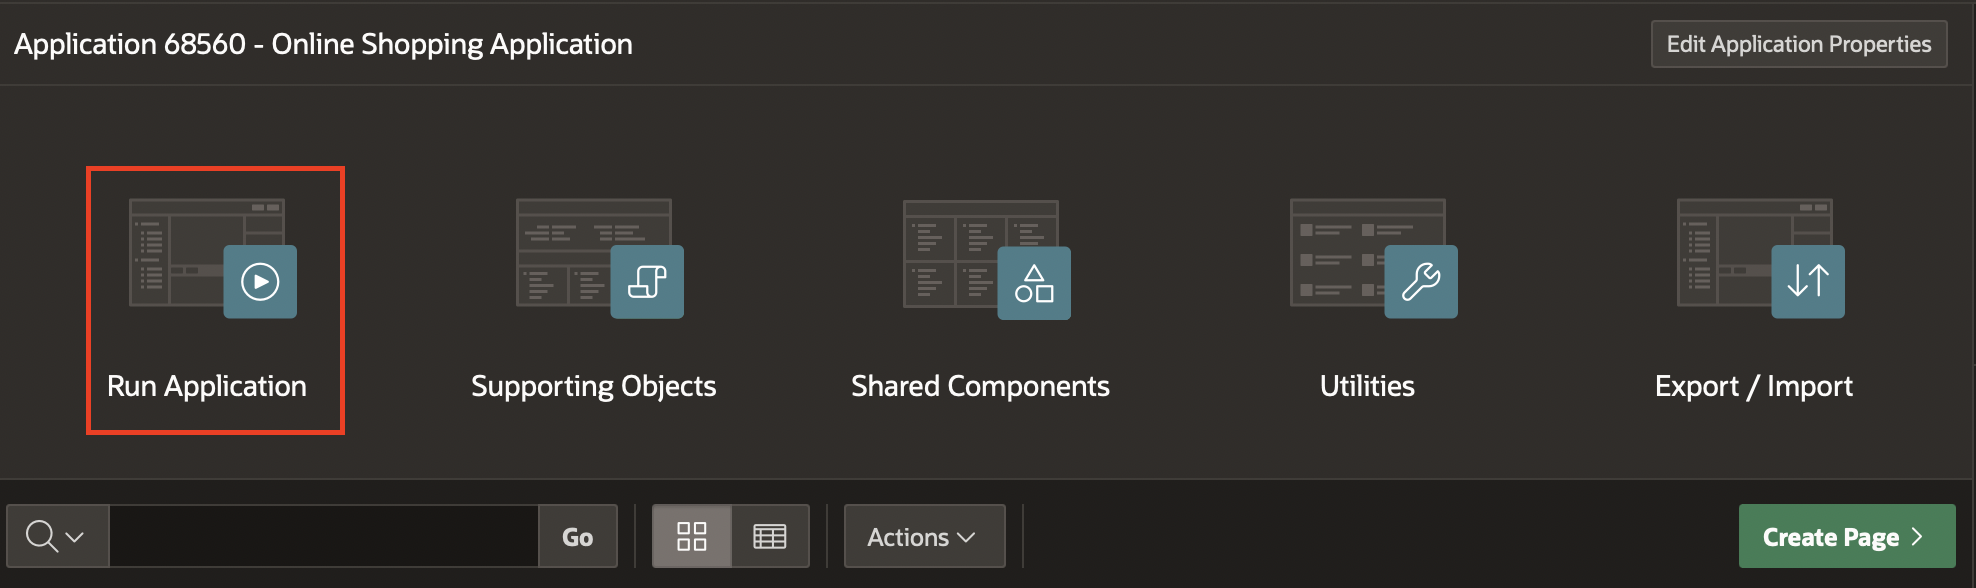 Application 68560 - Online Shopping Application
Edit Application Properties
Run Application
Supporting Objects
Shared Components
Utilities
Export / Import
Go
Actions
Create Page